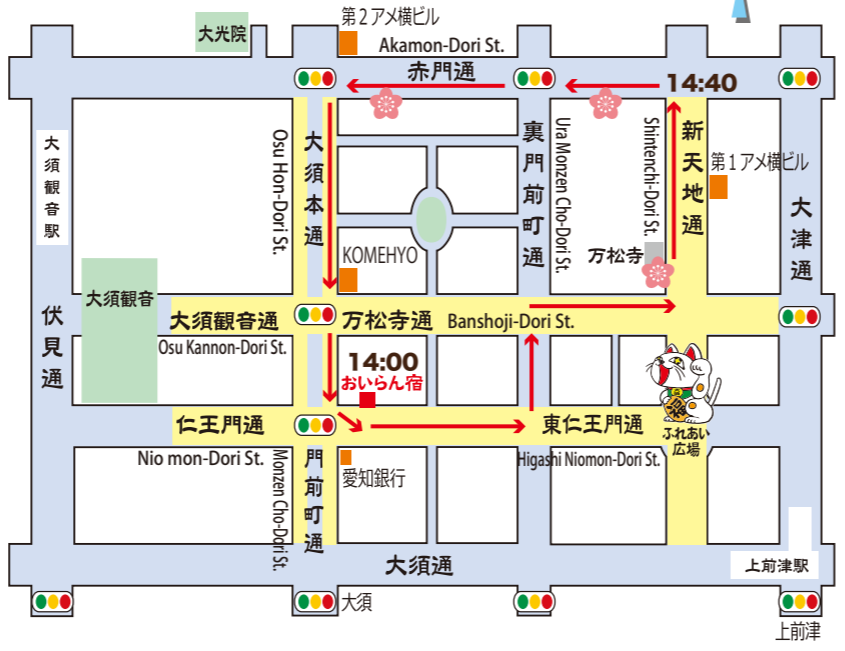 第２アメ横ビル
大光院
Akamon-Dori St.
赤門通
14:40
大須観音駅
大須本通
Osu Hon-Dori St.
裏門前町通
Ura Monzen Cho-Dori St.
Shintenchi-Dori St.
新天地通
第１アメ横ビル
大津通
万松寺
KOMEHYO
大須観音
伏見通
大須観音通
Osu Kannon-Dori St.
万松寺通
Banshoji-Dori St.
14:00
おいらん宿
仁王門通
Nio mon-Dori St.
東仁王門通
Higashi Niomon-Dori St.
ふれあい
広場
門前町通
Monzen Cho-Dori St.
愛知銀行
大須通
上前津駅
大須
上前津